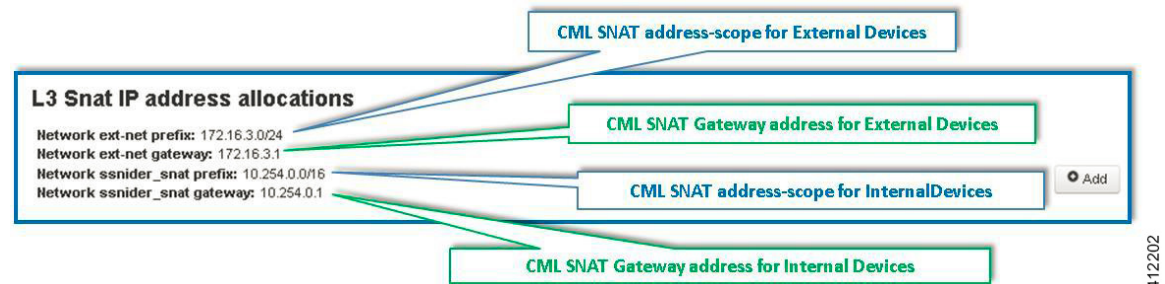 CML SNAT address-scope for External Devices
L3 Snat IP address allocations
Network ext-net prefix: 172.16.3.0/24
CML SNAT Gateway address for External Devices
Network ext-net gateway: 172.16.3.1
Network ssnider_snat prefix: 10.254.0.0/16
CML SNAT address-scope for InternalDevices
Add
Network ssnider_snat gateway: 10.254.0.1
CML SNAT Gateway address for Internal Devices
412202